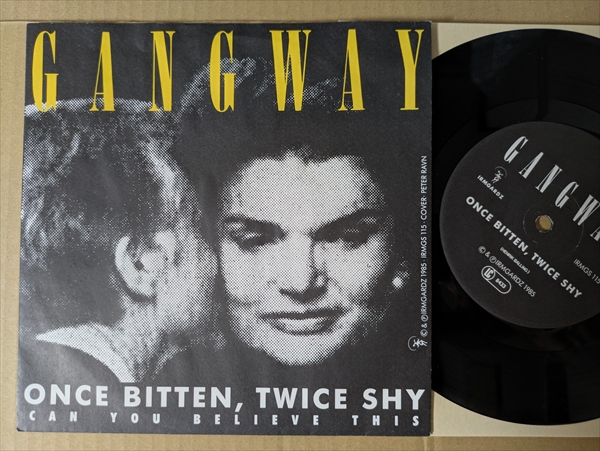 GANGWAY
© & ℗ IRMGARDZ 1985 · IRMGS 115 · COVER: PETER RAVN
ONCE BITTEN, TWICE SHY
CAN YOU BELIEVE THIS
GANGWA
IRMGARDZ
ONCE BITTEN, TWICE SHY
© & ℗ IRMGARDZ 1985
IRMGS 115